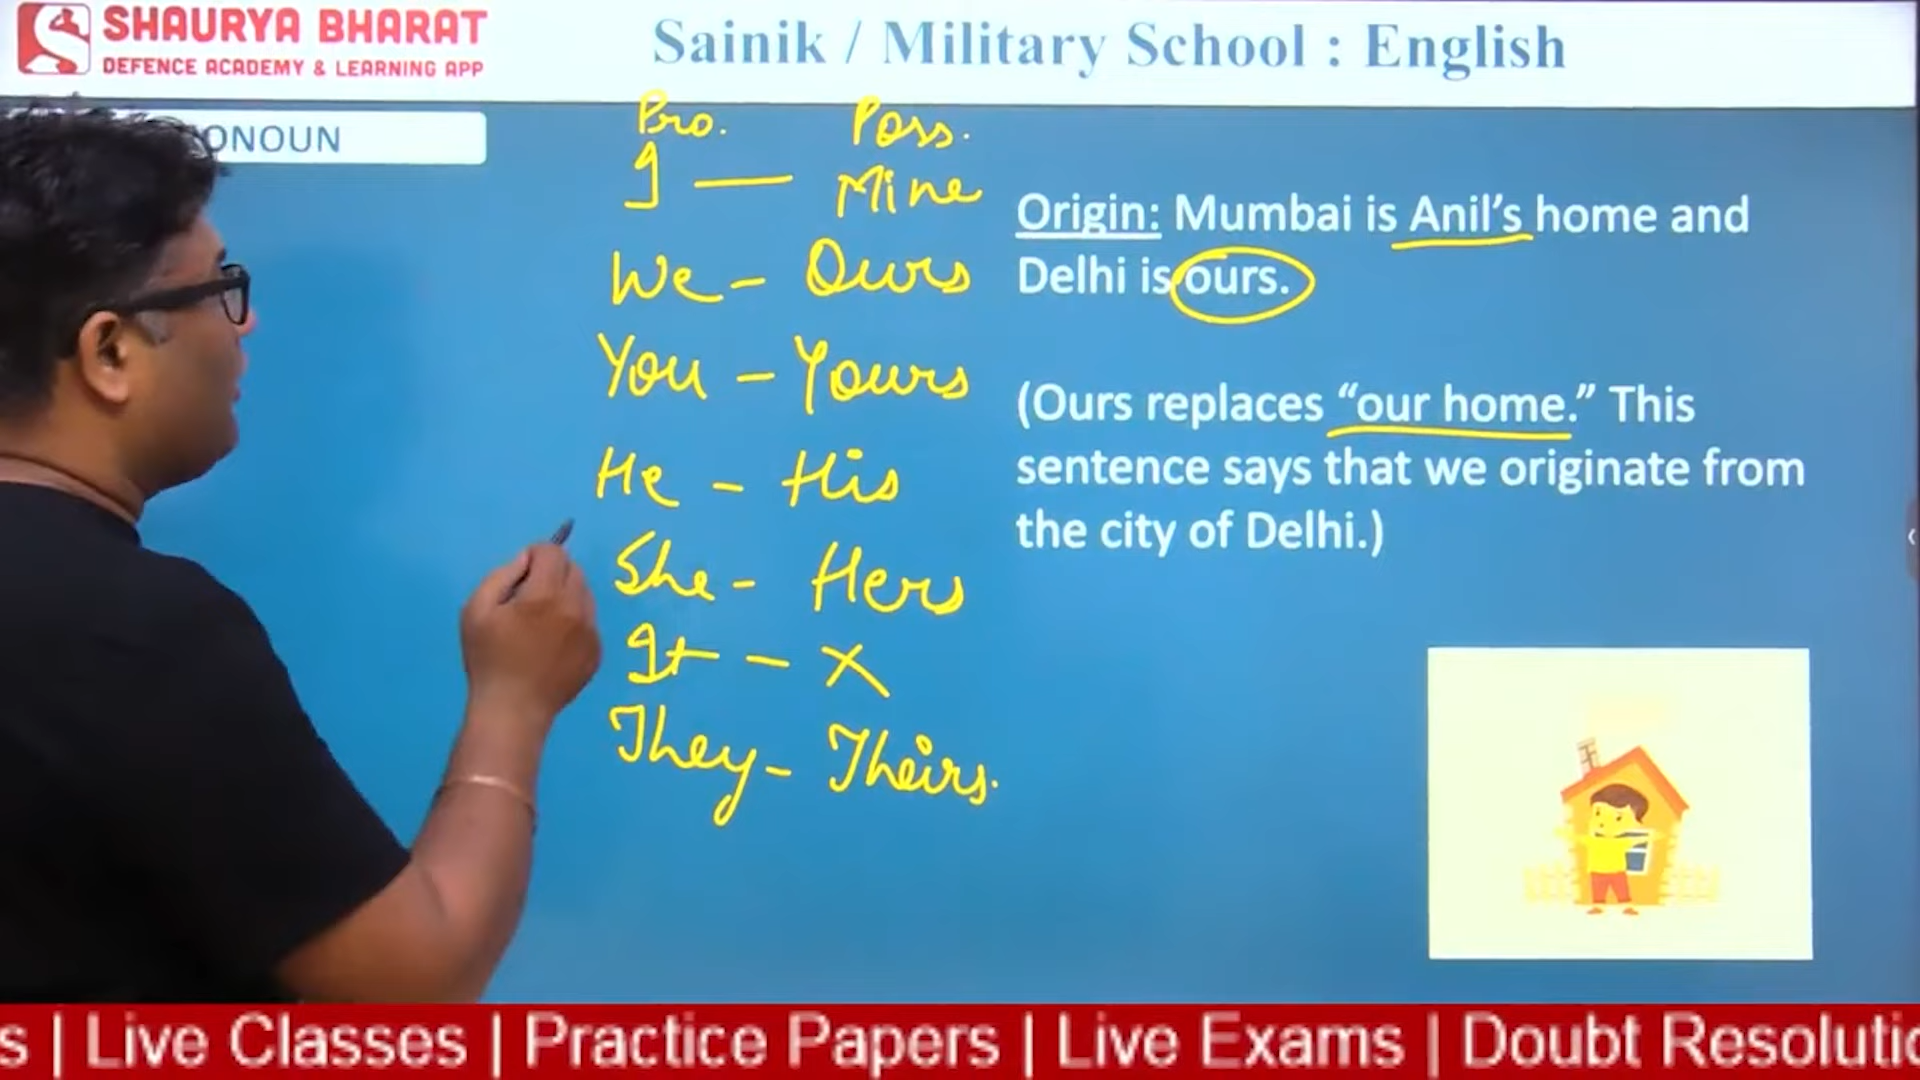 SHAURYA BHARAT
DEFENCE ACADEMY & LEARNING APP
Sainik / Military School : English
ONOUN
Pro. Poss.
I — Mine
We - Ours
You - Yours
He - His
She - Hers
It - X
They - Theirs.
Origin: Mumbai is Anil’s home and
Delhi is ours.
(Ours replaces “our home.” This
sentence says that we originate from
the city of Delhi.)
s | Live Classes | Practice Papers | Live Exams | Doubt Resolutio